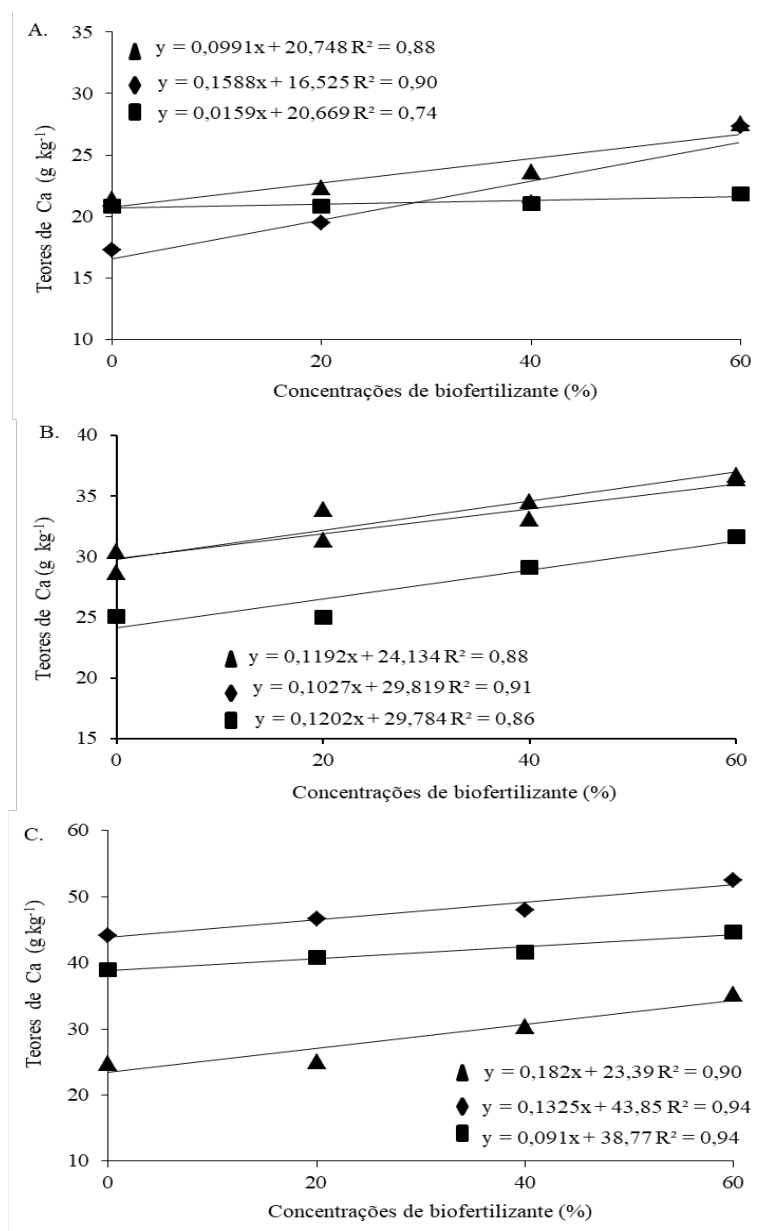 A.
35
30
25
20
15
10
y = 0,0991x + 20,748 R² = 0,88
y = 0,1588x + 16,525 R² = 0,90
y = 0,0159x + 20,669 R² = 0,74
Teores de Ca (g kg⁻¹)
0 20 40 60
Concentrações de biofertilizante (%)
B.
40
35
30
25
20
15
y = 0,1192x + 24,134 R² = 0,88
y = 0,1027x + 29,819 R² = 0,91
y = 0,1202x + 29,784 R² = 0,86
Teores de Ca (g kg⁻¹)
0 20 40 60
Concentrações de biofertilizante (%)
C.
60
50
40
30
20
10
y = 0,182x + 23,39 R² = 0,90
y = 0,1325x + 43,85 R² = 0,94
y = 0,091x + 38,77 R² = 0,94
Teores de Ca (g kg⁻¹)
0 20 40 60
Concentrações de biofertilizante (%)